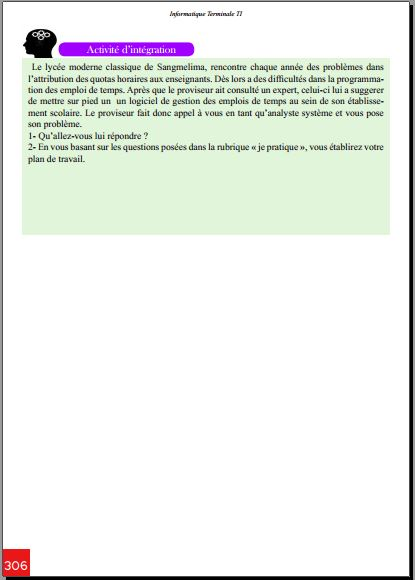 Informatique Terminale TI
Activité d'intégration
Le lycée moderne classique de Sangmelima, rencontre chaque année des problèmes dans
l'attribution des quotas horaires aux enseignants. Dès lors a des difficultés dans la programma-
tion des emploi de temps. Après que le proviseur ait consulté un expert, celui-ci lui a suggerer
de mettre sur pied un un logiciel de gestion des emplois de temps au sein de son établisse-
ment scolaire. Le proviseur fait donc appel à vous en tant qu'analyste système et vous pose
son problème.
1- Qu'allez-vous lui répondre ?
2- En vous basant sur les questions posées dans la rubrique « je pratique », vous établirez votre
plan de travail.
306